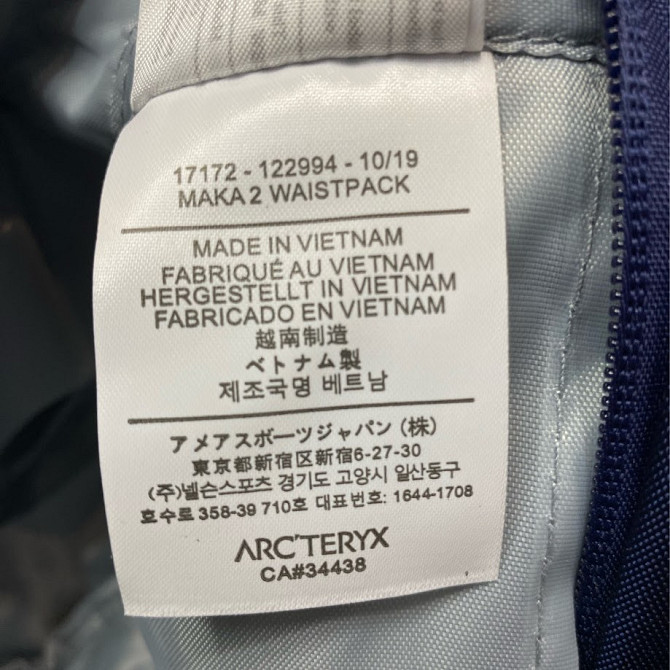 17172 - 122994 - 10/19
MAKA 2 WAISTPACK
MADE IN VIETNAM
FABRIQUÉ AU VIETNAM
HERGESTELLT IN VIETNAM
FABRICADO EN VIETNAM
越南制造
ベトナム製
제조국명 베트남
アメアスポーツジャパン (株)
東京都新宿区新宿6-27-30
(주)넬슨스포츠 경기도 고양시 일산동구
호수로 358-39 710호 대표번호: 1644-1708
ARC'TERYX
CA#34438